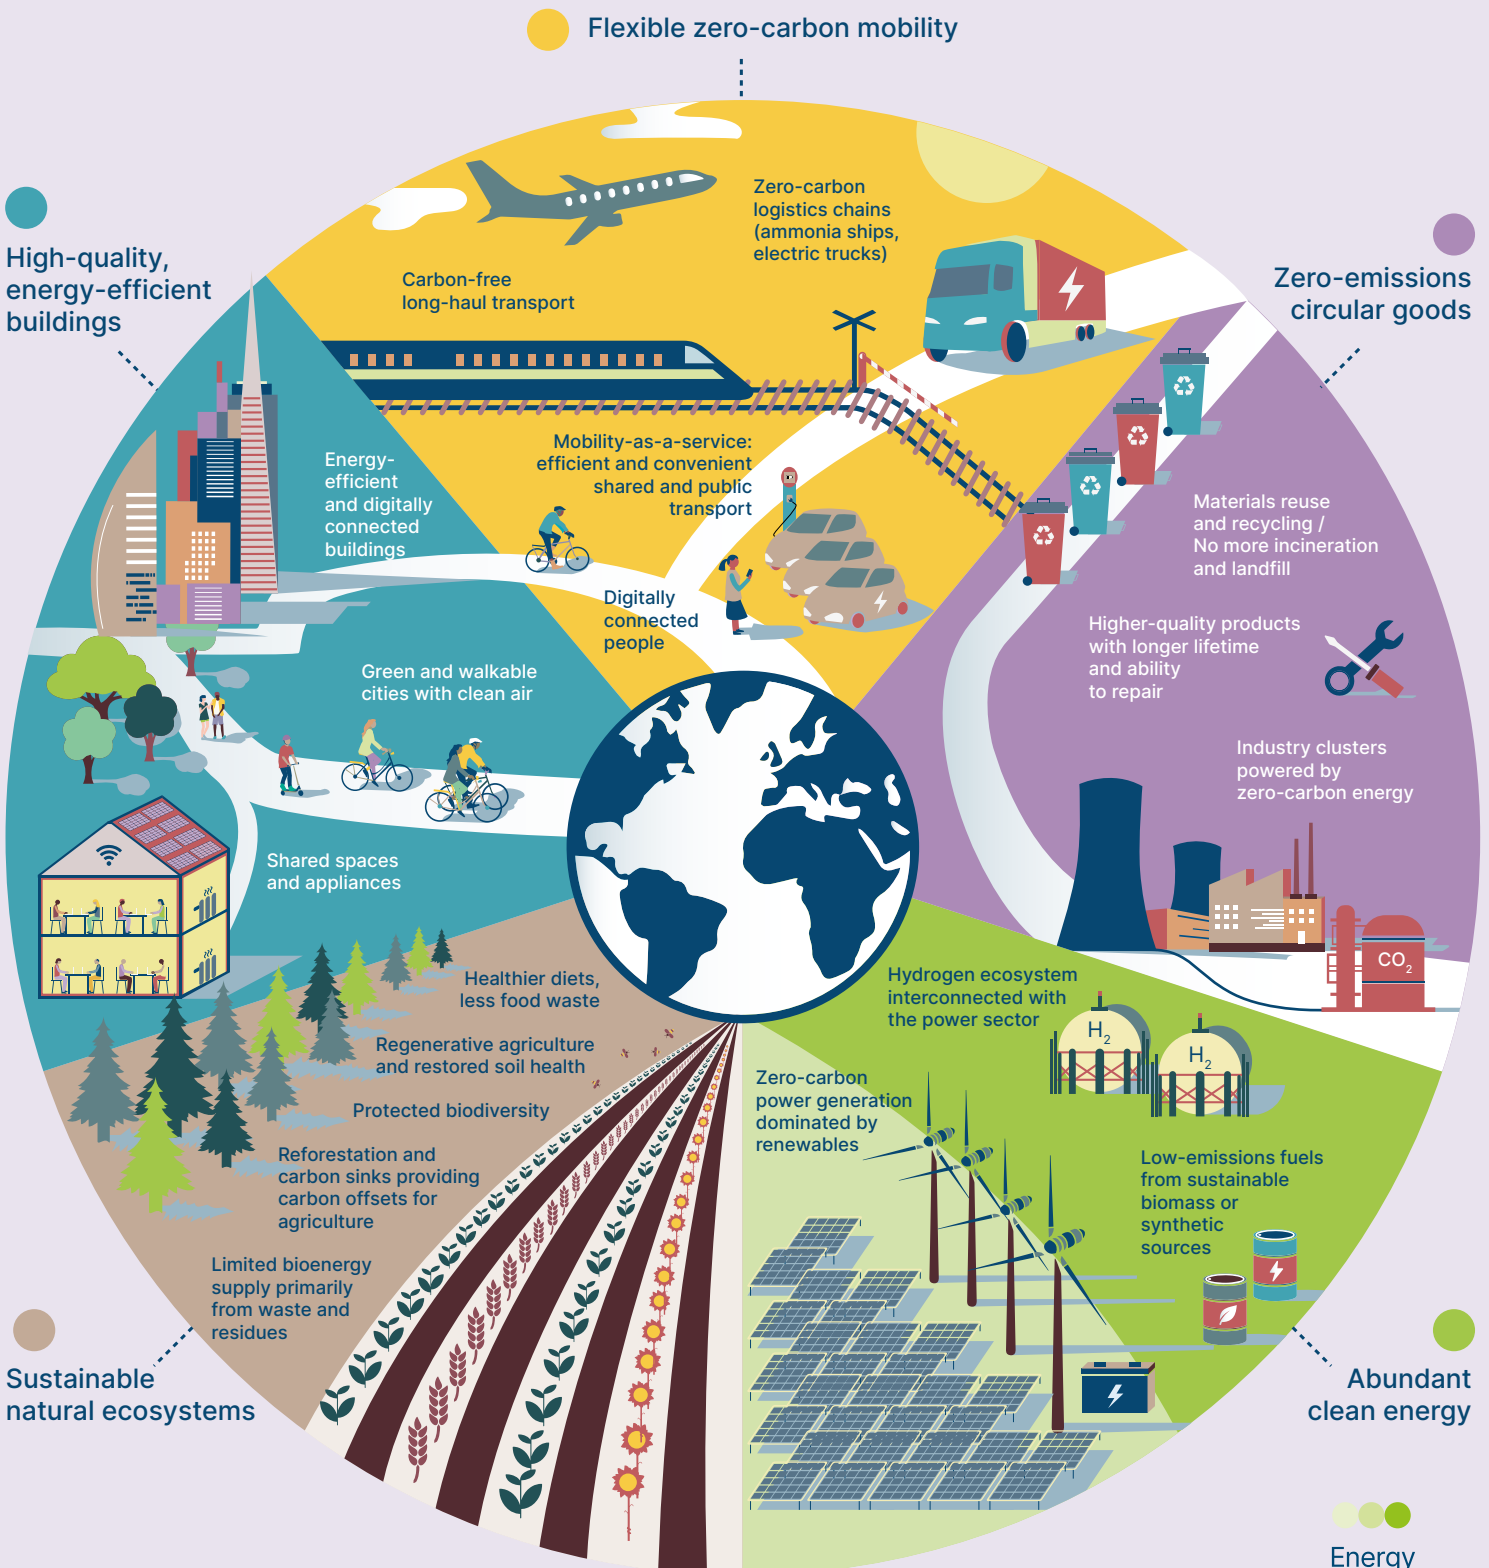 Flexible zero-carbon mobility
High-quality,
energy-efficient
buildings
Zero-emissions
circular goods
Zero-carbon
logistics chains
(ammonia ships,
electric trucks)
Carbon-free
long-haul transport
Mobility-as-a-service:
efficient and convenient
shared and public
transport
Digitally
connected
people
Energy-
efficient
and digitally
connected
buildings
Green and walkable
cities with clean air
Shared spaces
and appliances
Materials reuse
and recycling /
No more incineration
and landfill
Higher-quality products
with longer lifetime
and ability
to repair
Industry clusters
powered by
zero-carbon energy
CO2
Healthier diets,
less food waste
Regenerative agriculture
and restored soil health
Protected biodiversity
Reforestation and
carbon sinks providing
carbon offsets for
agriculture
Limited bioenergy
supply primarily
from waste and
residues
Hydrogen ecosystem
interconnected with
the power sector
H2
H2
Zero-carbon
power generation
dominated by
renewables
Low-emissions fuels
from sustainable
biomass or
synthetic
sources
Sustainable
natural ecosystems
Abundant
clean energy
Energy